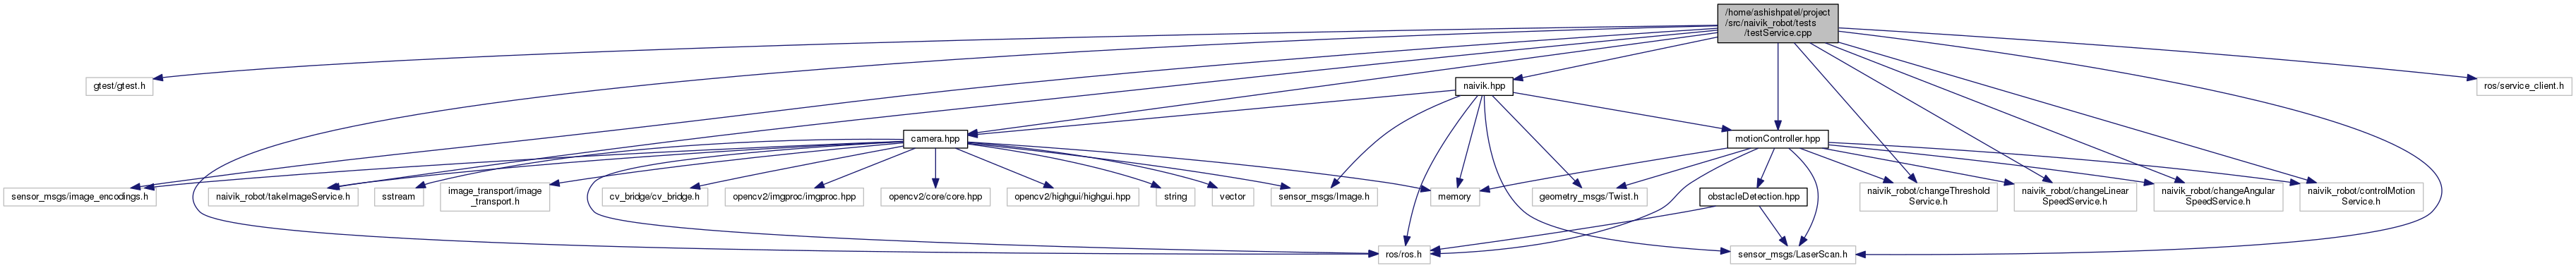 /home/ashishpatel/project
/src/naivik_robot/tests
/testService.cpp
gtest/gtest.h
naivik.hpp
ros/service_client.h
camera.hpp
motionController.hpp
sensor_msgs/image_encodings.h
naivik_robot/takeImageService.h
sstream
image_transport/image
_transport.h
cv_bridge/cv_bridge.h
opencv2/imgproc/imgproc.hpp
opencv2/core/core.hpp
opencv2/highgui/highgui.hpp
string
vector
sensor_msgs/Image.h
memory
geometry_msgs/Twist.h
obstacleDetection.hpp
naivik_robot/changeThreshold
Service.h
naivik_robot/changeLinear
SpeedService.h
naivik_robot/changeAngular
SpeedService.h
naivik_robot/controlMotion
Service.h
ros/ros.h
sensor_msgs/LaserScan.h